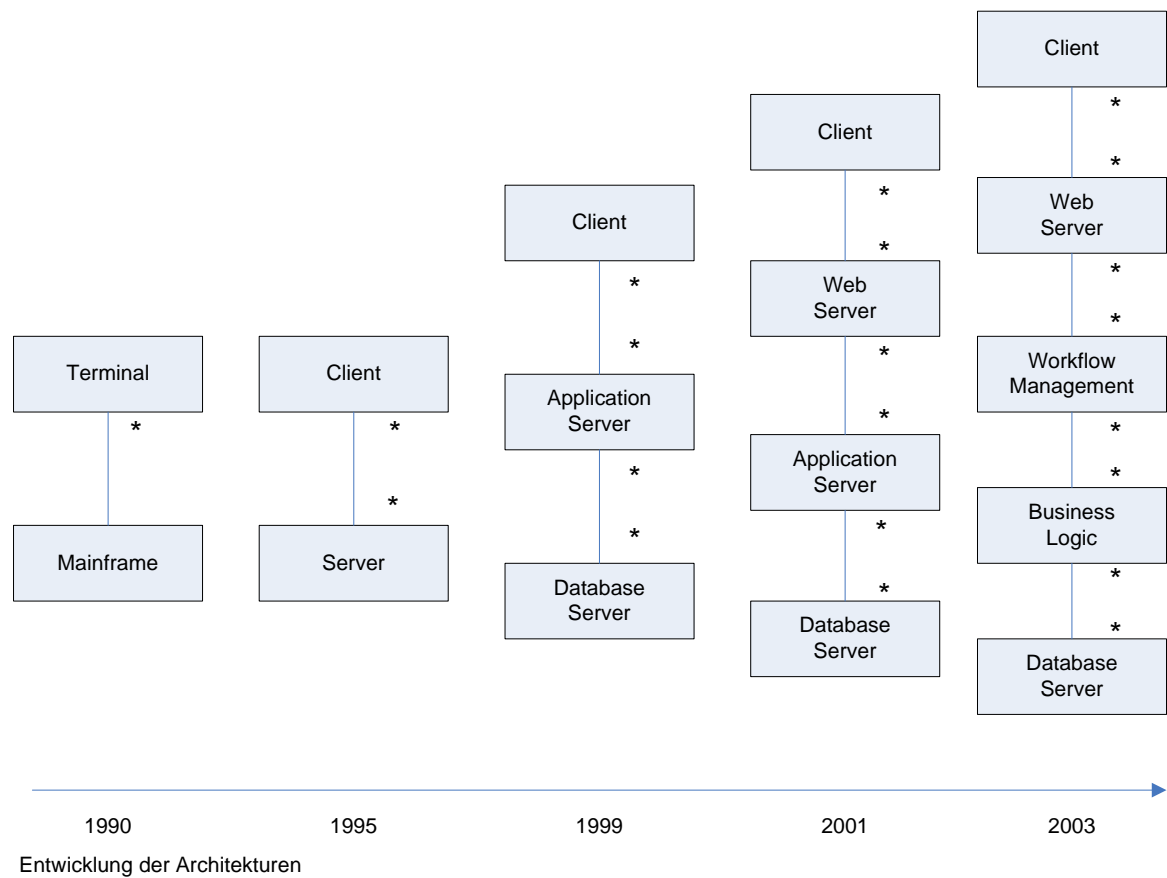 Terminal
*
Mainframe
Client
*
*
Server
Client
*
*
Application
Server
*
*
Database
Server
Client
*
*
Web
Server
*
*
Application
Server
*
*
Database
Server
Client
*
*
Web
Server
*
*
Workflow
Management
*
*
Business
Logic
*
*
Database
Server
1990
1995
1999
2001
2003
Entwicklung der Architekturen